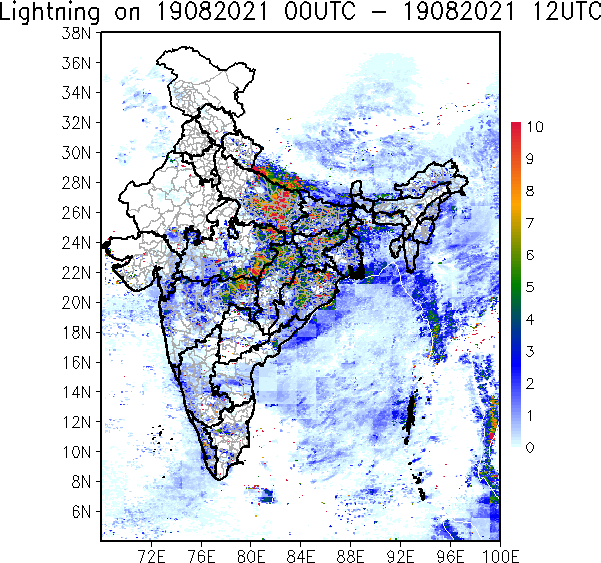 Lightning on 19082021 00UTC – 19082021 12UTC
38N
36N
34N
32N
30N
28N
26N
24N
22N
20N
18N
16N
14N
12N
10N
8N
6N
72E 76E 80E 84E 88E 92E 96E 100E
10
9
8
7
6
5
4
3
2
1
0